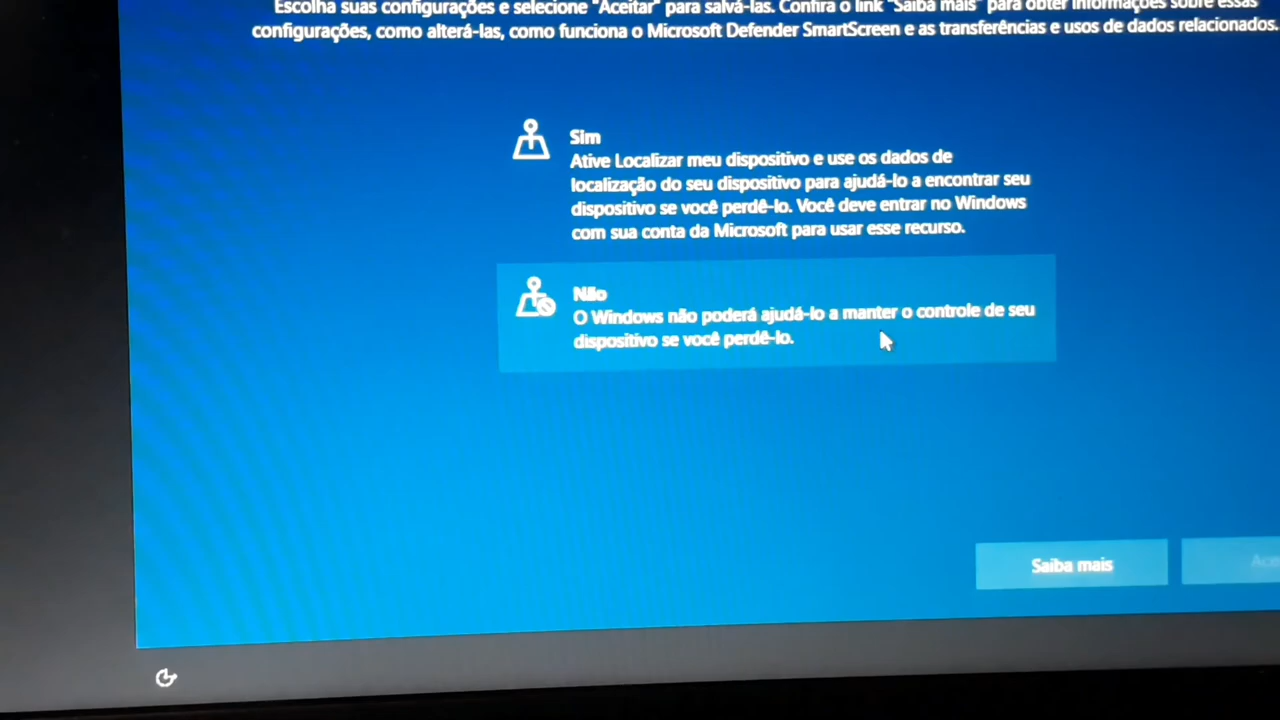 Escolha suas configurações e selecione "Aceitar" para salvá-las. Confira o link "Saiba mais" para obter informações sobre essas
configurações, como alterá-las, como funciona o Microsoft Defender SmartScreen e as transferências e usos de dados relacionados.
Sim
Ative Localizar meu dispositivo e use os dados de
localização do seu dispositivo para ajudá-lo a encontrar seu
dispositivo se você perdê-lo. Você deve entrar no Windows
com sua conta da Microsoft para usar esse recurso.
Não
O Windows não poderá ajudá-lo a manter o controle de seu
dispositivo se você perdê-lo.
Saiba mais